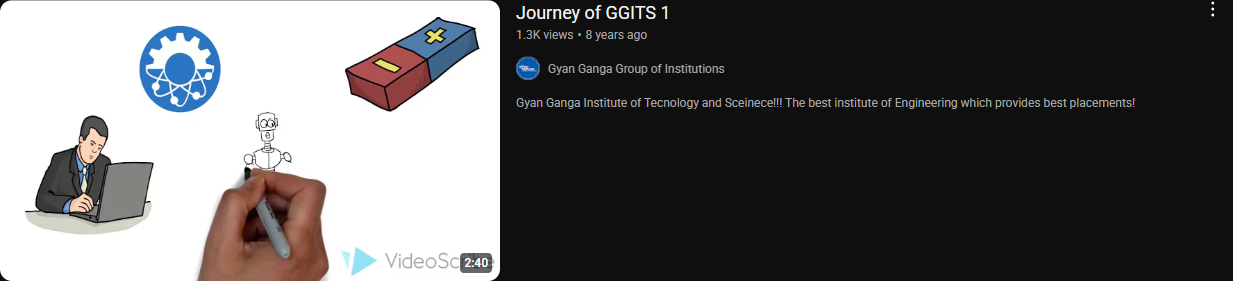 Journey of GGITS 1
1.3K views • 8 years ago
Gyan Ganga Group of Institutions
Gyan Ganga Institute of Tecnology and Sceinece!!! The best institute of Engineering which provides best placements!
2:40